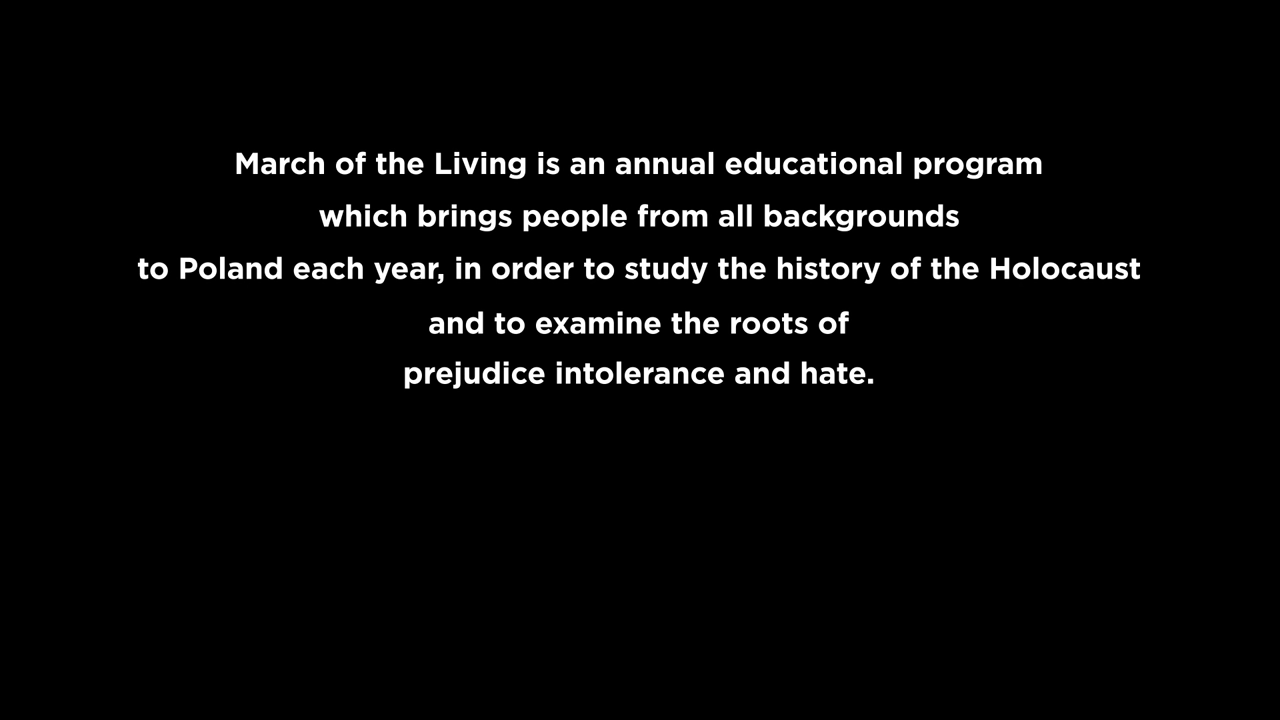 March of the Living is an annual educational program
which brings people from all backgrounds
to Poland each year, in order to study the history of the Holocaust
and to examine the roots of
prejudice intolerance and hate.